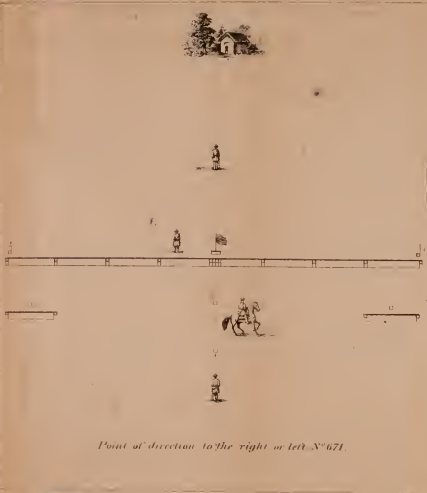 Point of direction to the right or left. Nº 671.